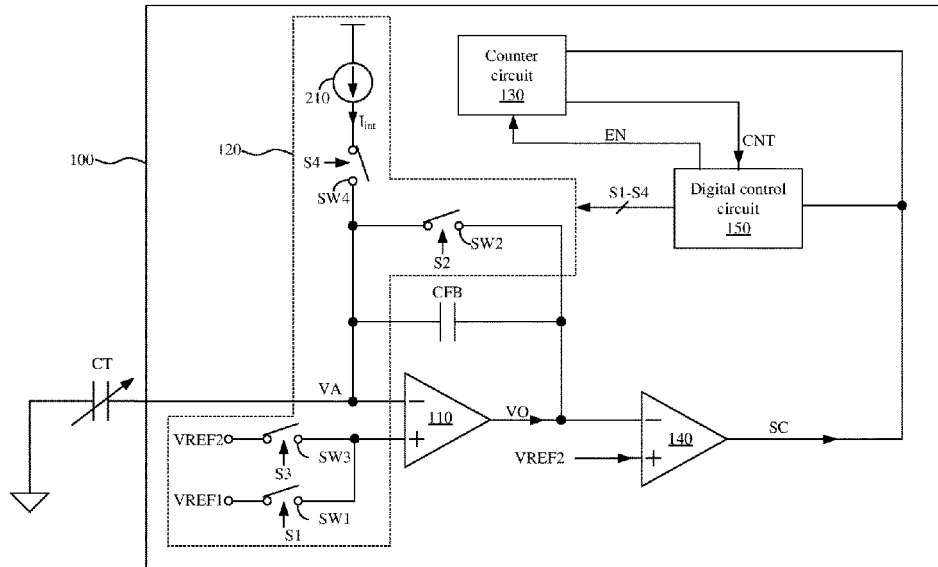 Counter
circuit
130
210
Iint
EN
CNT
120
100
S4
SW4
Digital control
circuit
150
S1-S4
SW2
S2
CFB
CT
VA
110
VO
140
SC
VREF2
SW3
S3
VREF2
VREF1
SW1
S1